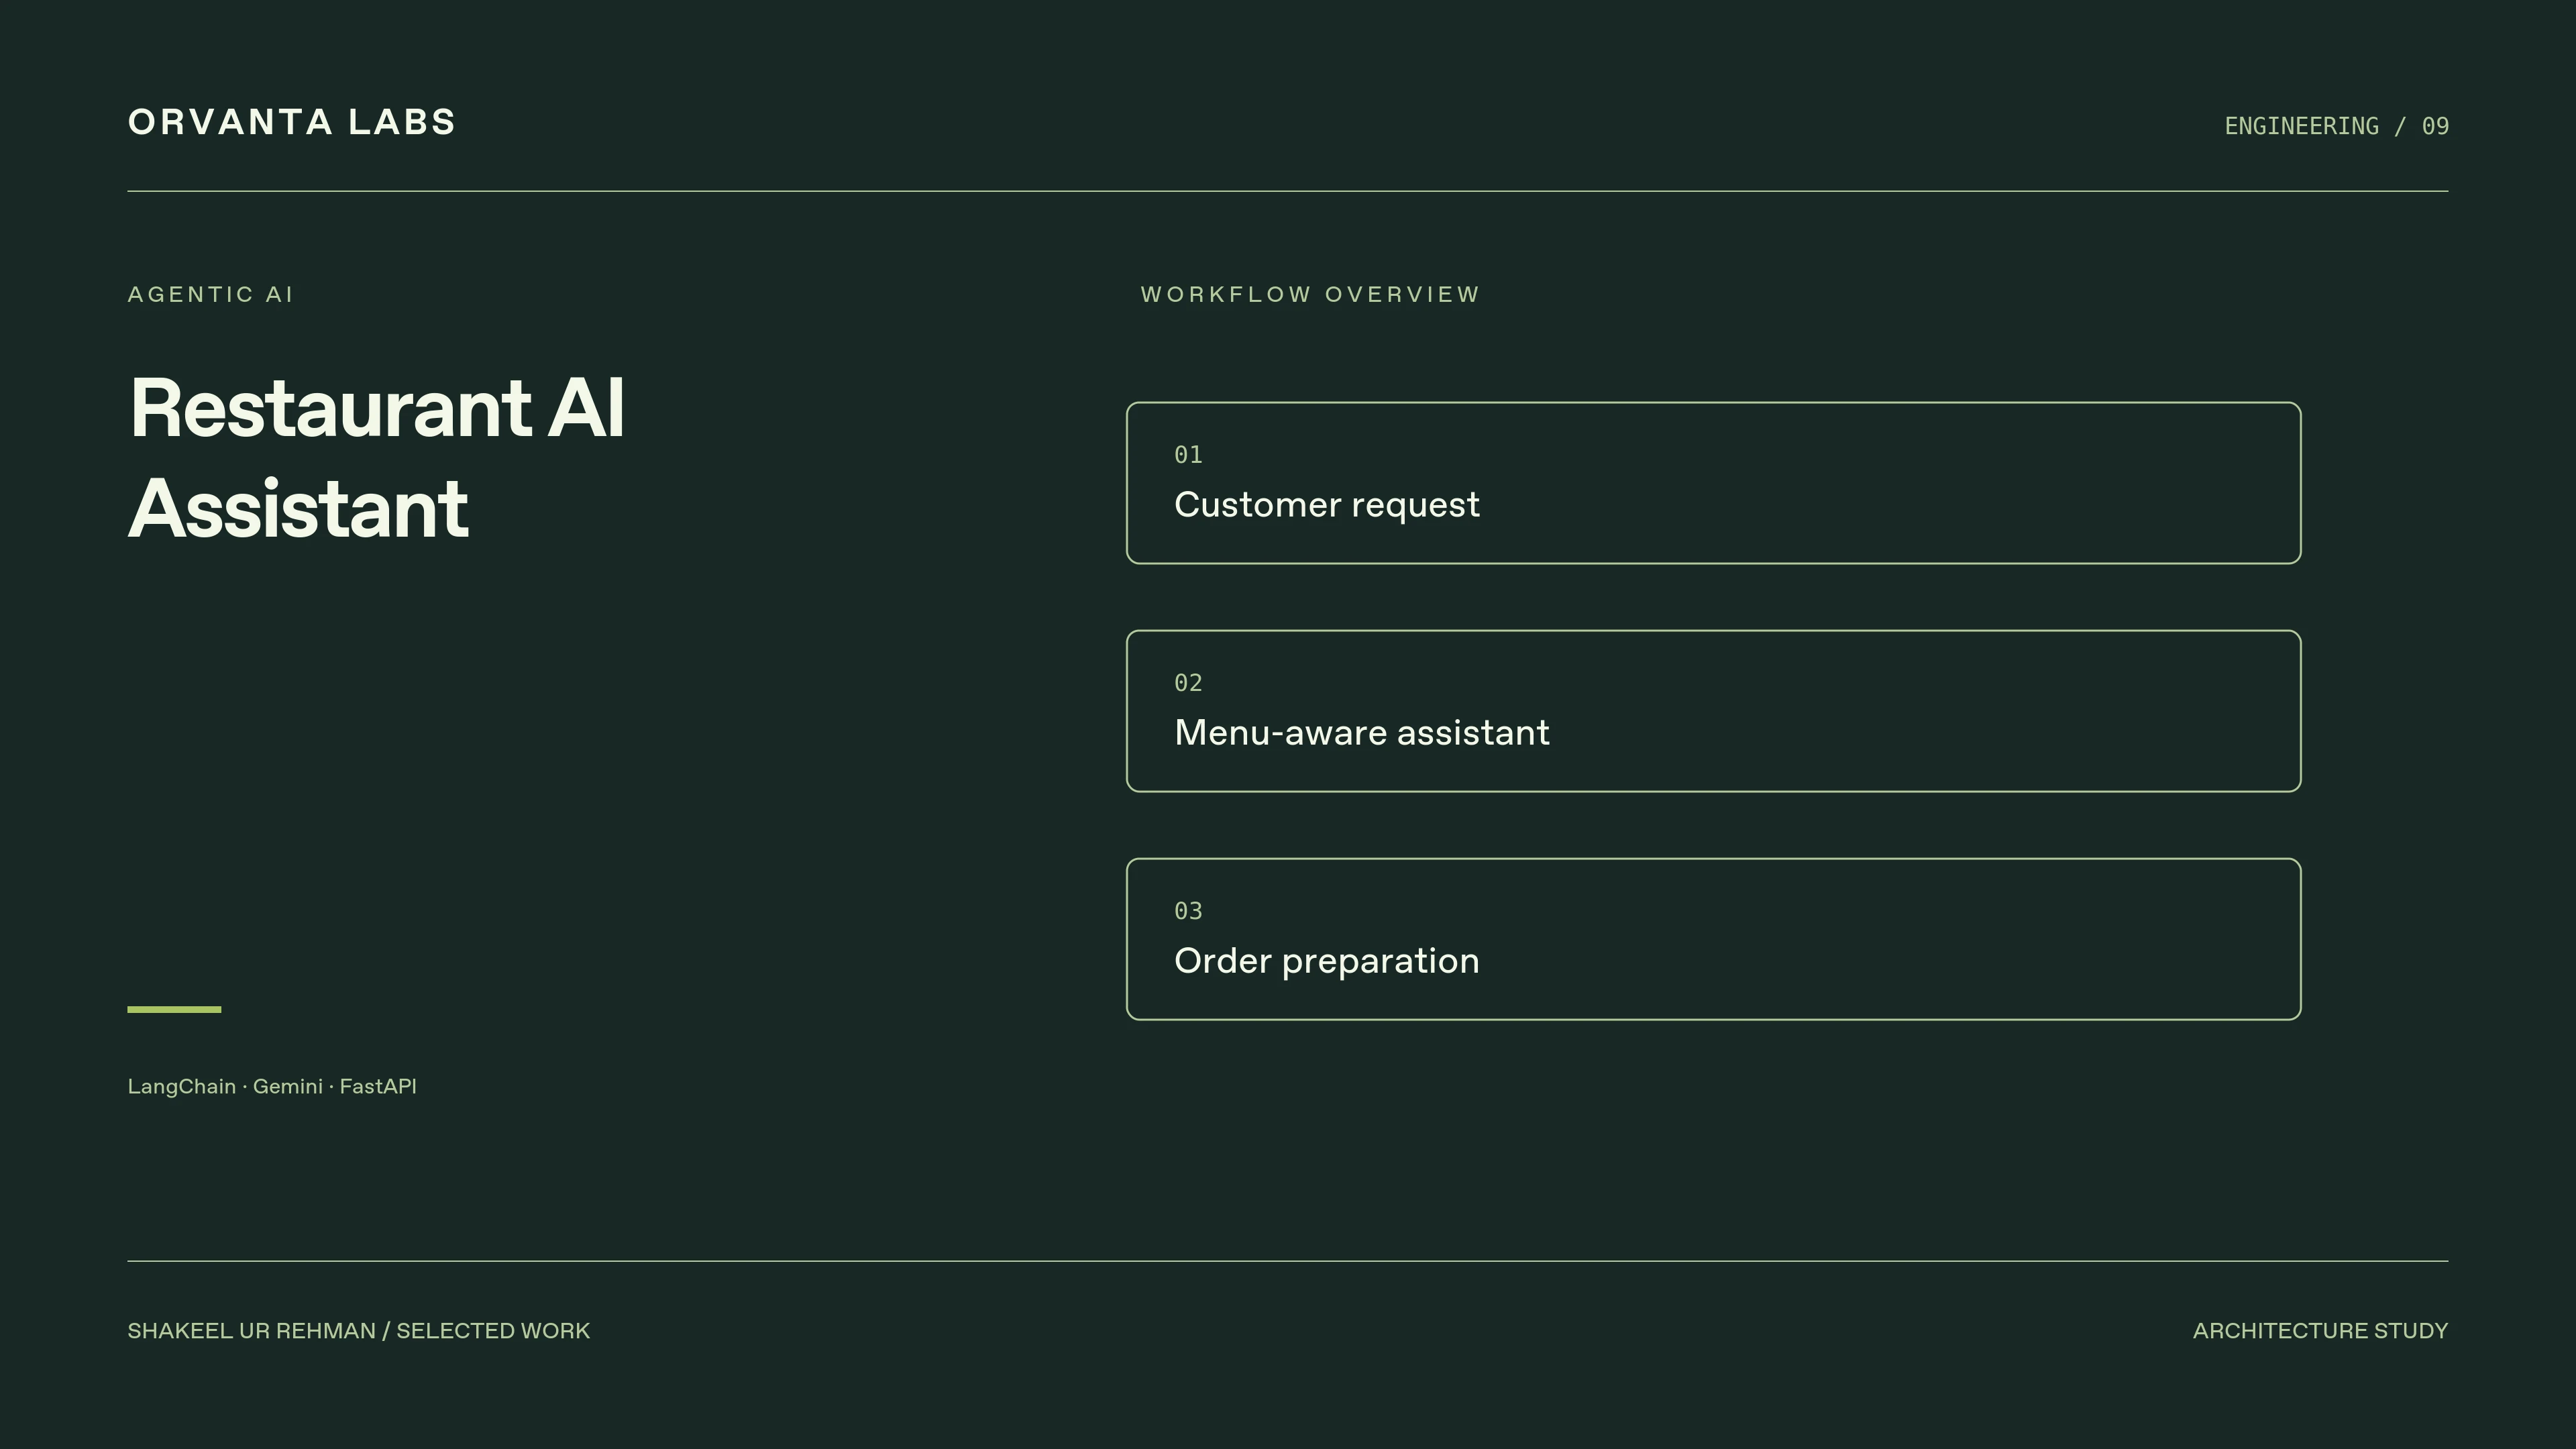 ORVANTA LABS
ENGINEERING / 09
AGENTIC AI
Restaurant AI
Assistant
LangChain · Gemini · FastAPI
WORKFLOW OVERVIEW
01
Customer request
02
Menu-aware assistant
03
Order preparation
SHAKEEL UR REHMAN / SELECTED WORK
ARCHITECTURE STUDY